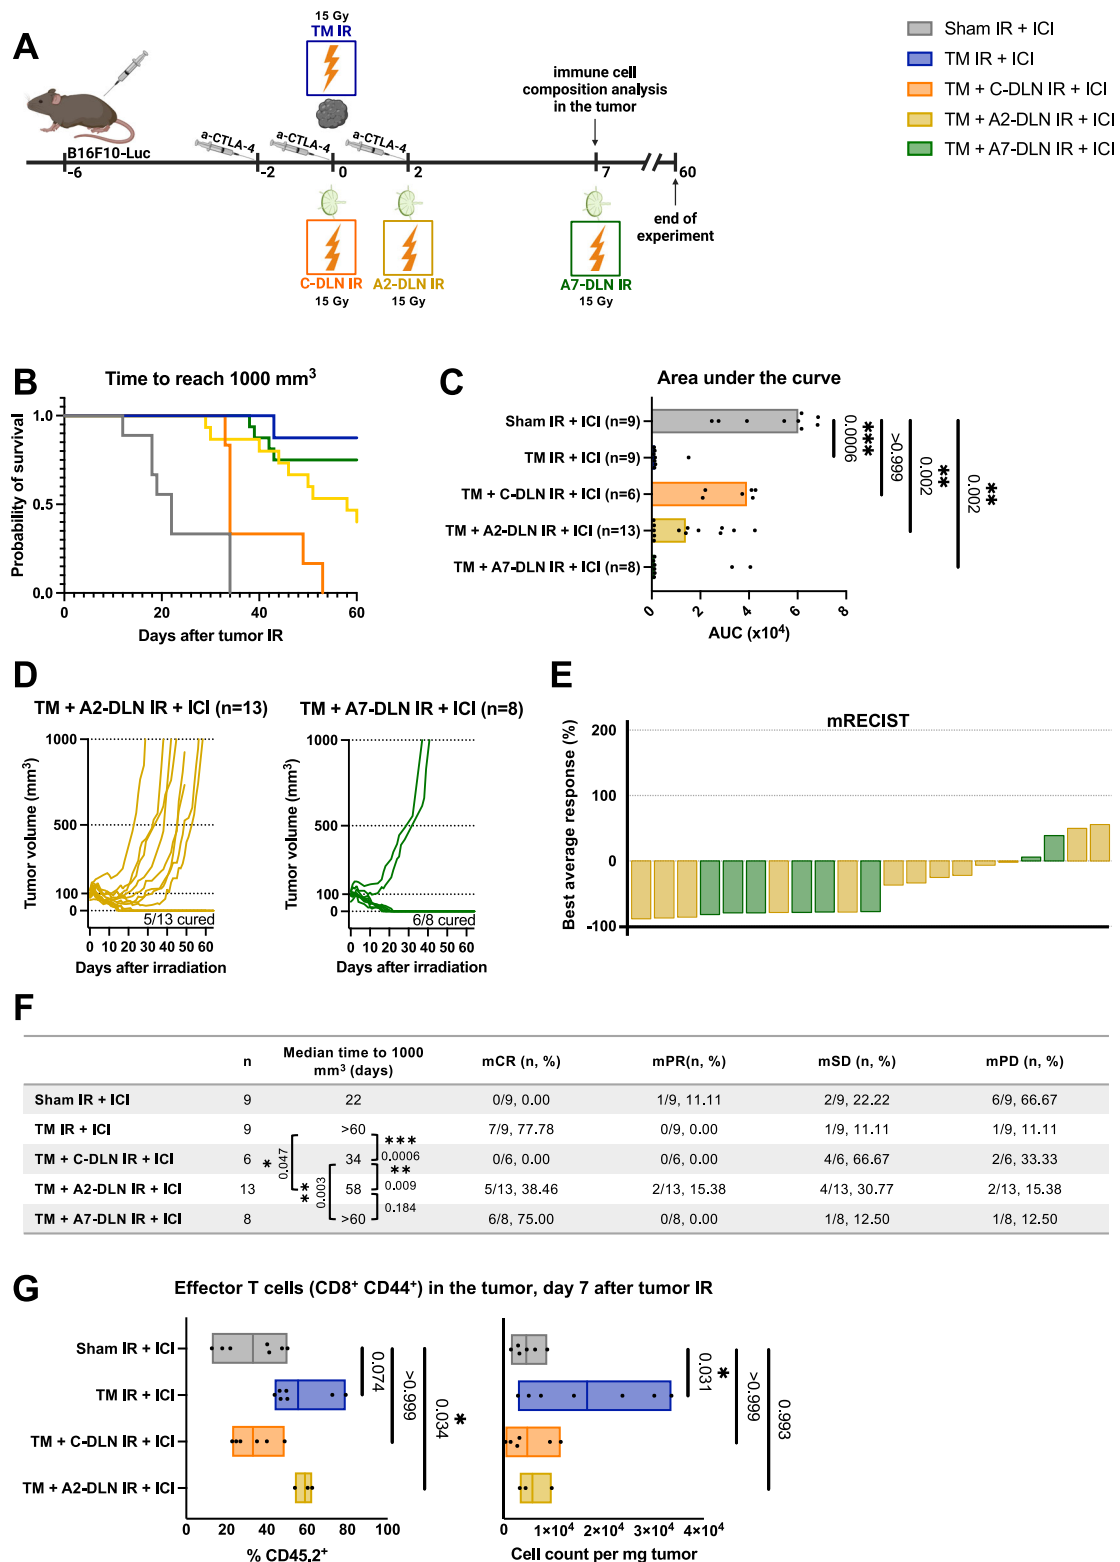 A
15 Gy
TM IR
a-CTLA-4 a-CTLA-4 a-CTLA-4
B16F10-Luc
-6 -2 0 2 7 60
immune cell
composition analysis
in the tumor
end of
experiment
C-DLN IR A2-DLN IR A7-DLN IR
15 Gy 15 Gy 15 Gy
Sham IR + ICI
TM IR + ICI
TM + C-DLN IR + ICI
TM + A2-DLN IR + ICI
TM + A7-DLN IR + ICI
B
Time to reach 1000 mm³
Probability of survival
1.0
0.5
0.0
0 20 40 60
Days after tumor IR
C
Area under the curve
Sham IR + ICI (n=9)
TM IR + ICI (n=9)
TM + C-DLN IR + ICI (n=6)
TM + A2-DLN IR + ICI (n=13)
TM + A7-DLN IR + ICI (n=8)
0 2 4 6 8
AUC (x10⁴)
***
0.0006
>0.999
**
0.002
**
0.002
D
TM + A2-DLN IR + ICI (n=13)
Tumor volume (mm³)
1000
500
100
0
5/13 cured
0 10 20 30 40 50 60
Days after irradiation
TM + A7-DLN IR + ICI (n=8)
Tumor volume (mm³)
1000
500
100
0
6/8 cured
0 10 20 30 40 50 60
Days after irradiation
E
mRECIST
Best average response (%)
200
100
0
-100
F
n Median time to 1000 mm³ (days) mCR (n, %) mPR(n, %) mSD (n, %) mPD (n, %)
Sham IR + ICI 9 22 0/9, 0.00 1/9, 11.11 2/9, 22.22 6/9, 66.67
TM IR + ICI 9 >60 7/9, 77.78 0/9, 0.00 1/9, 11.11 1/9, 11.11
TM + C-DLN IR + ICI 6 34 0/6, 0.00 0/6, 0.00 4/6, 66.67 2/6, 33.33
TM + A2-DLN IR + ICI 13 58 5/13, 38.46 2/13, 15.38 4/13, 30.77 2/13, 15.38
TM + A7-DLN IR + ICI 8 >60 6/8, 75.00 0/8, 0.00 1/8, 12.50 1/8, 12.50
*
0.047
**
0.003
***
0.0006
**
0.009
0.184
G
Effector T cells (CD8⁺ CD44⁺) in the tumor, day 7 after tumor IR
Sham IR + ICI
TM IR + ICI
TM + C-DLN IR + ICI
TM + A2-DLN IR + ICI
0 20 40 60 80 100
% CD45.2⁺
0.074
>0.999
*
0.034
0 1×10⁴ 2×10⁴ 3×10⁴ 4×10⁴
Cell count per mg tumor
*
0.031
>0.999
0.993